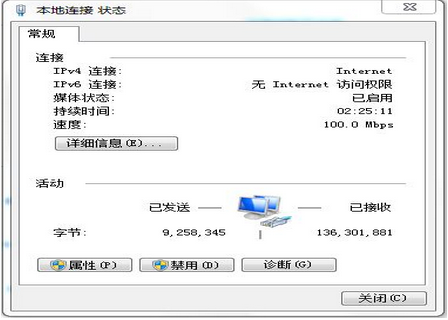 本地连接 状态
常规
连接
IPv4 连接: Internet
IPv6 连接: 无 Internet 访问权限
媒体状态: 已启用
持续时间: 02:25:11
速度: 100.0 Mbps
详细信息(E)...
活动
已发送 已接收
字节: 9,258,345 136,301,881
属性(P) 禁用(D) 诊断(G)
关闭(C)